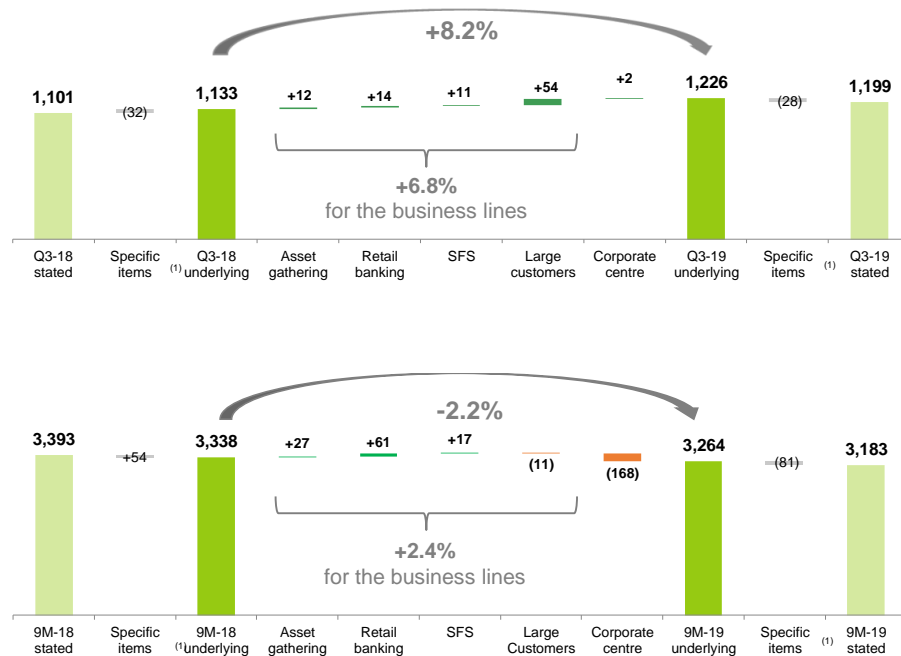 +8.2%
1,101
(32)
1,133
+12
+14
+11
+54
+2
1,226
(28)
1,199
+6.8%
for the business lines
Q3-18
stated
Specific
items
(1)
Q3-18
underlying
Asset
gathering
Retail
banking
SFS
Large
customers
Corporate
centre
Q3-19
underlying
Specific
items
(1)
Q3-19
stated
-2.2%
3,393
+54
3,338
+27
+61
+17
(11)
(168)
3,264
(81)
3,183
+2.4%
for the business lines
9M-18
stated
Specific
items
(1)
9M-18
underlying
Asset
gathering
Retail
banking
SFS
Large
Customers
Corporate
centre
9M-19
underlying
Specific
items
(1)
9M-19
stated